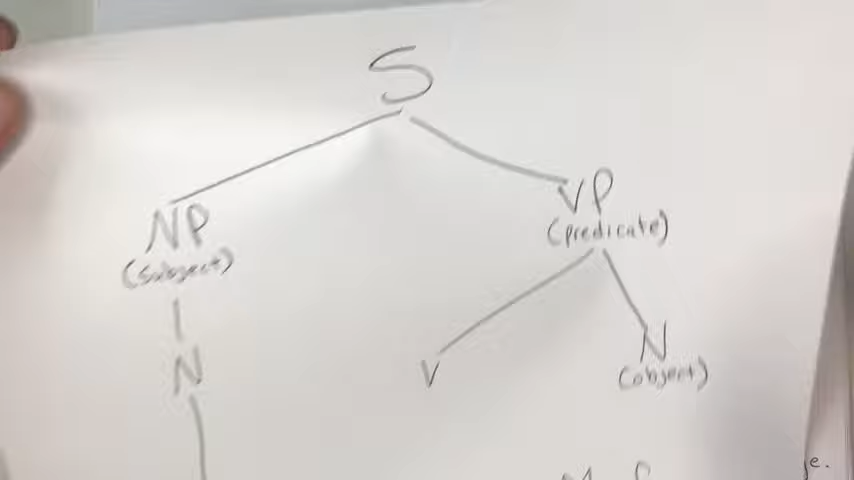 S
NP
VP
(subject)
(predicate)
N
V
N
(object)